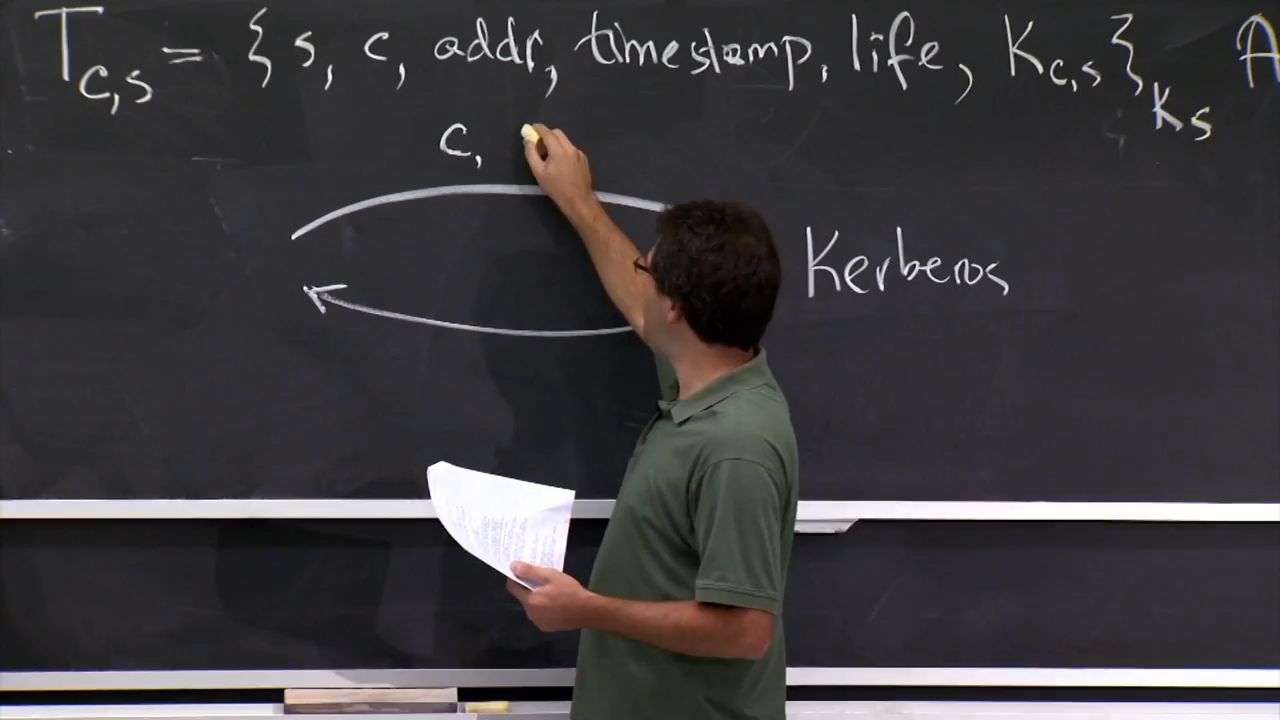 T_{c,s} = { s, c, addr, timestamp, life, K_{c,s} }_{K_s} A
c,
Kerberos